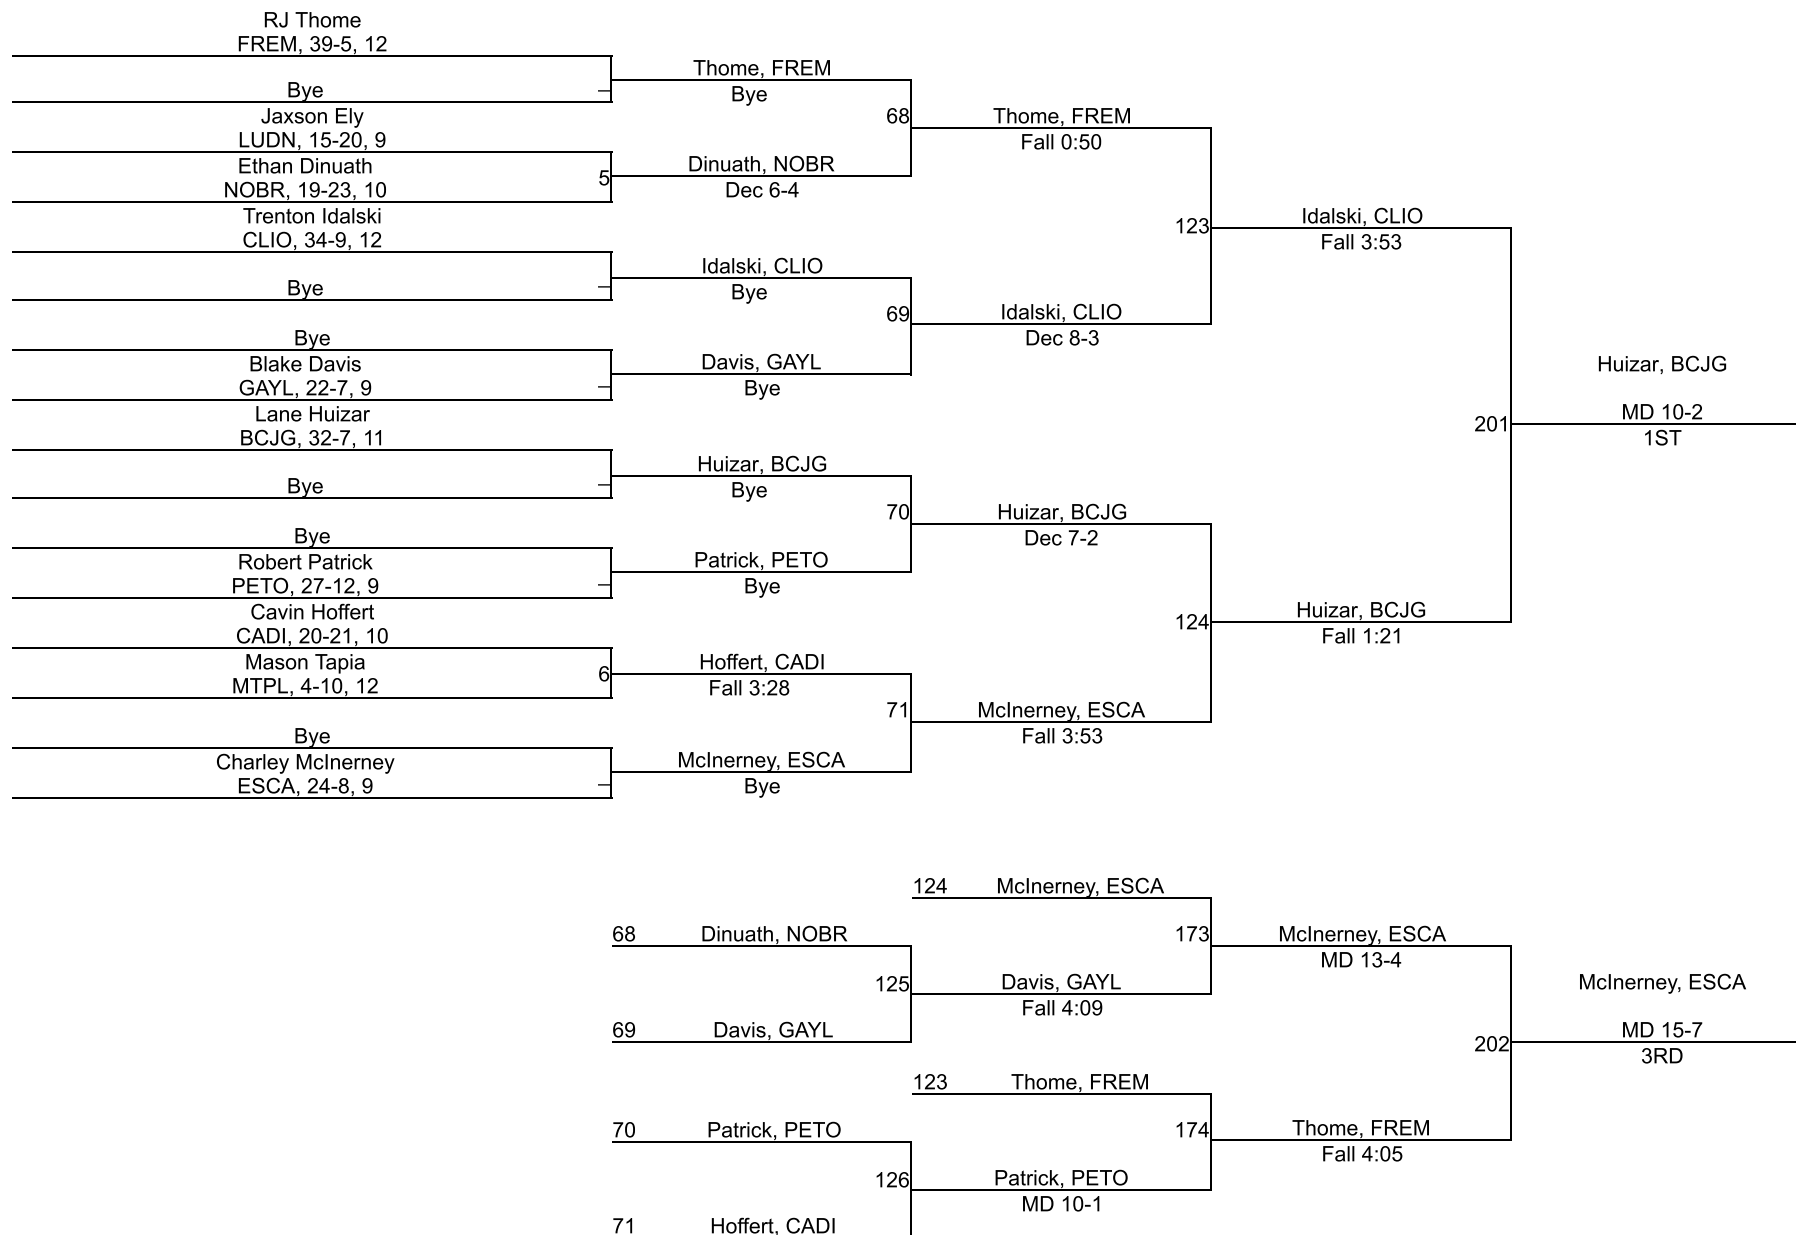 RJ Thome
FREM, 39-5, 12
Bye
Jaxson Ely
LUDN, 15-20, 9
Ethan Dinuath
NOBR, 19-23, 10
5
Trenton Idalski
CLIO, 34-9, 12
Bye
Bye
Blake Davis
GAYL, 22-7, 9
Lane Huizar
BCJG, 32-7, 11
Bye
Bye
Robert Patrick
PETO, 27-12, 9
Cavin Hoffert
CADI, 20-21, 10
Mason Tapia
MTPL, 4-10, 12
6
Bye
Charley McInerney
ESCA, 24-8, 9
Thome, FREM
Bye
68
Dinuath, NOBR
Dec 6-4
Idalski, CLIO
Bye
69
Davis, GAYL
Bye
Huizar, BCJG
Bye
70
Patrick, PETO
Bye
Hoffert, CADI
Fall 3:28
71
McInerney, ESCA
Bye
Thome, FREM
Fall 0:50
123
Idalski, CLIO
Dec 8-3
Huizar, BCJG
Dec 7-2
124
McInerney, ESCA
Fall 3:53
Idalski, CLIO
Fall 3:53
201
Huizar, BCJG
Fall 1:21
Huizar, BCJG
MD 10-2
1ST
124 McInerney, ESCA
68 Dinuath, NOBR
173
125
Davis, GAYL
Fall 4:09
69 Davis, GAYL
McInerney, ESCA
MD 13-4
123 Thome, FREM
70 Patrick, PETO
174
126
Patrick, PETO
MD 10-1
71 Hoffert, CADI
Thome, FREM
Fall 4:05
202
McInerney, ESCA
MD 15-7
3RD